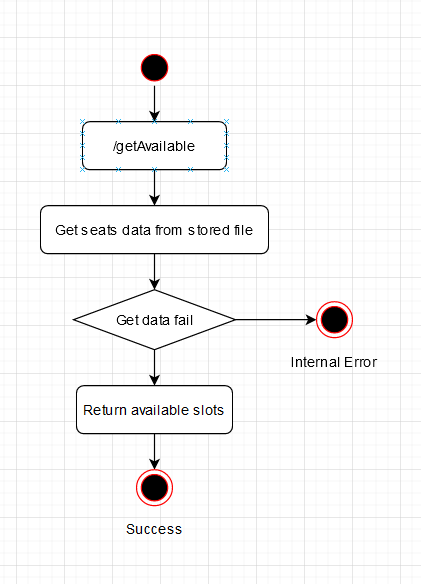 /getAvailable
Get seats data from stored file
Get data fail
Internal Error
Return available slots
Success